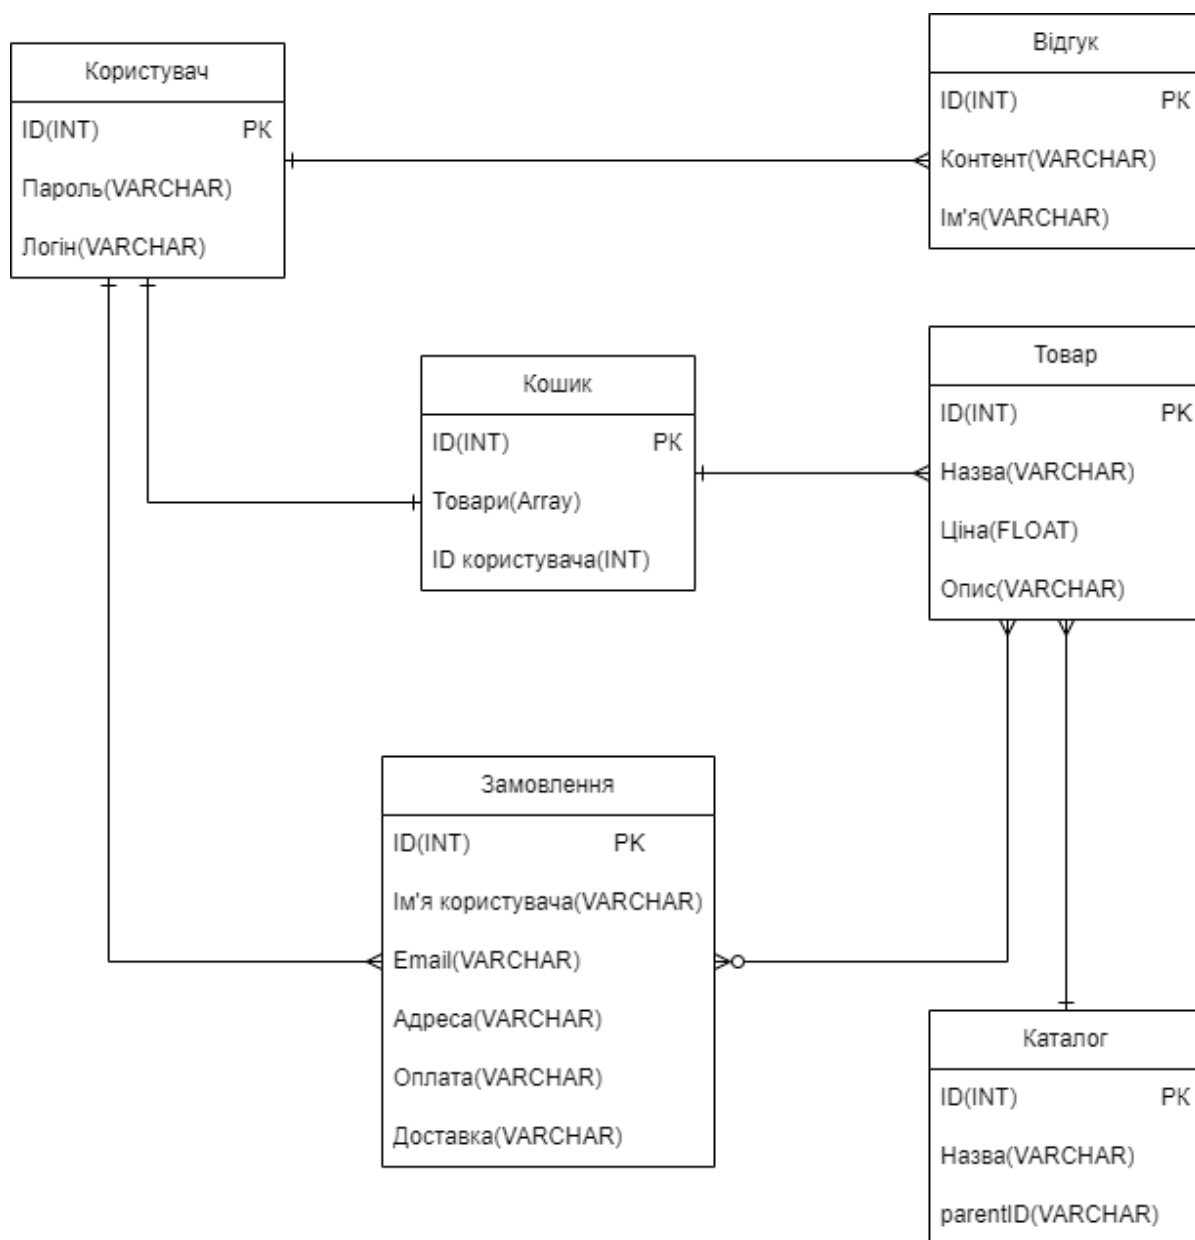 Користувач
ID(INT) PK
Пароль(VARCHAR)
Логін(VARCHAR)
Відгук
ID(INT) PK
Контент(VARCHAR)
Ім'я(VARCHAR)
Кошик
ID(INT) PK
Товари(Array)
ID користувача(INT)
Товар
ID(INT) PK
Назва(VARCHAR)
Ціна(FLOAT)
Опис(VARCHAR)
Замовлення
ID(INT) PK
Ім'я користувача(VARCHAR)
Email(VARCHAR)
Адреса(VARCHAR)
Оплата(VARCHAR)
Доставка(VARCHAR)
Каталог
ID(INT) PK
Назва(VARCHAR)
parentID(VARCHAR)